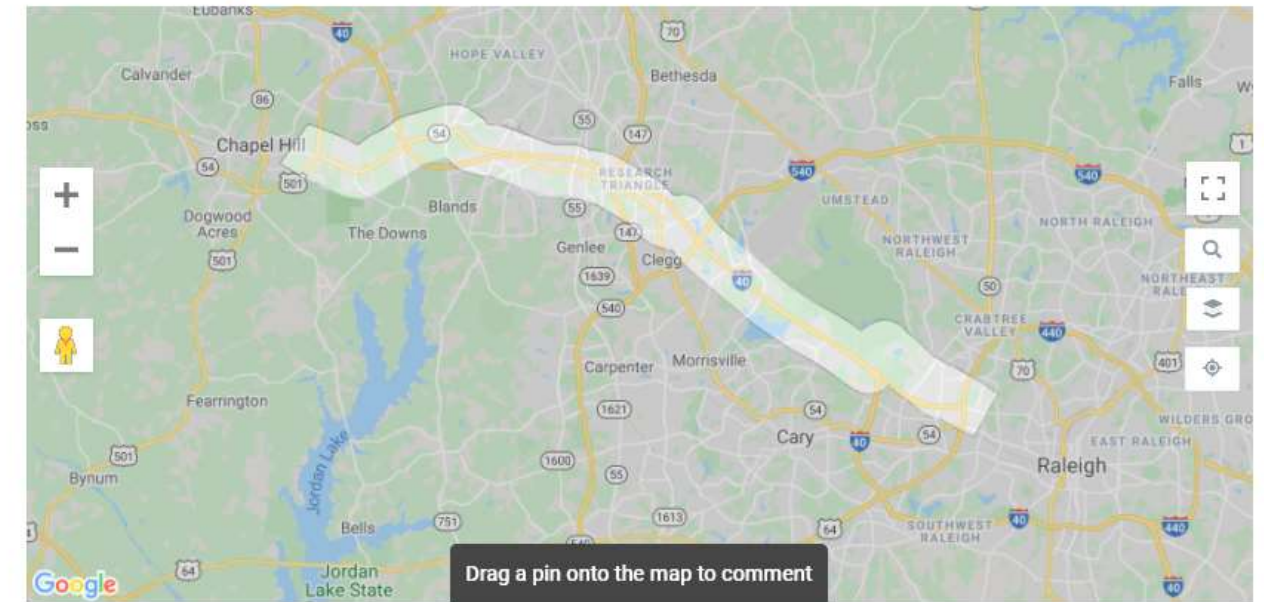 Eubanks
40
70
HOPE VALLEY
Calvander
Bethesda
Falls
86
55
54
147
1
Chapel Hill
54
501
RESEARCH
TRIANGLE
540
540
UMSTEAD
Dogwood
Acres
Blands
55
The Downs
147
NORTH RALEIGH
NORTHWEST
RALEIGH
Genlee
Clegg
501
1639
40
50
NORTHEAST
540
CRABTREE
VALLEY
440
Carpenter
Morrisville
70
401
Fearrington
1621
54
WILDERS GRO
Cary
40
54
EAST RALEIGH
501
Jordan Lake
1600
55
Raleigh
Bynum
Bells
751
1613
64
SOUTHWEST
RALEIGH
40
440
64
Jordan
Lake State
Drag a pin onto the map to comment
40
Google